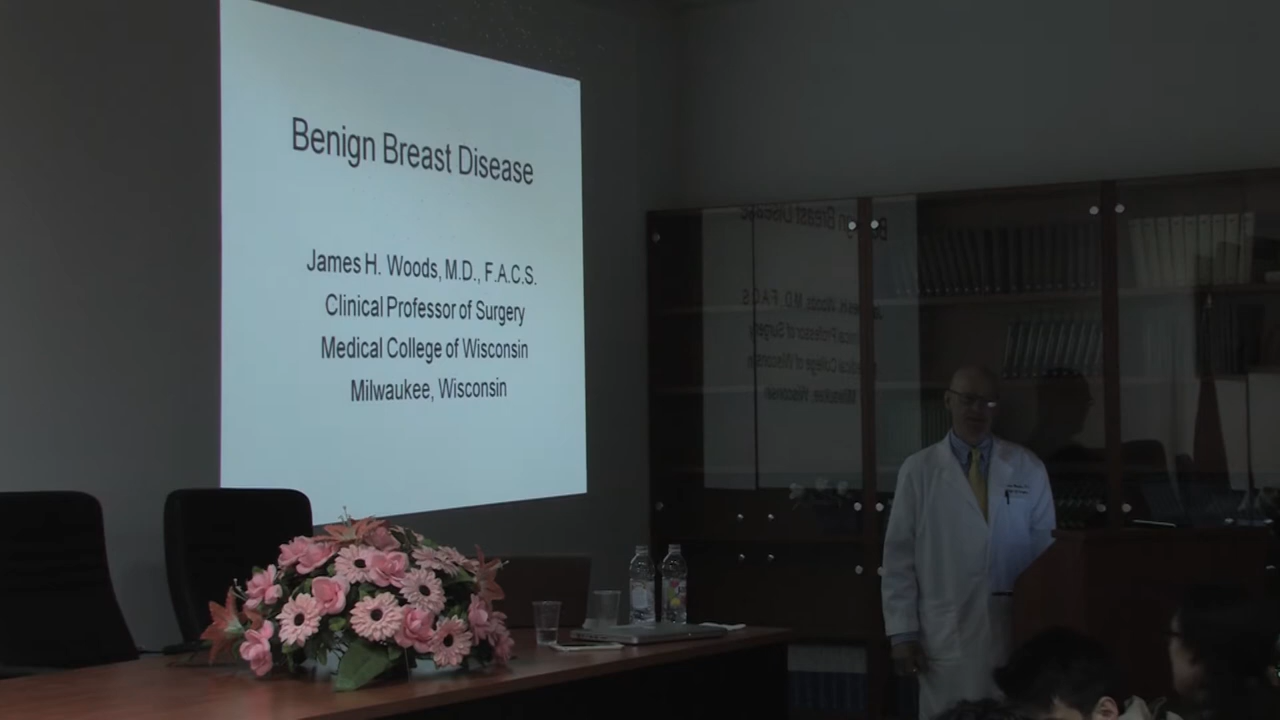 Benign Breast Disease
James H. Woods, M.D., F.A.C.S.
Clinical Professor of Surgery
Medical College of Wisconsin
Milwaukee, Wisconsin